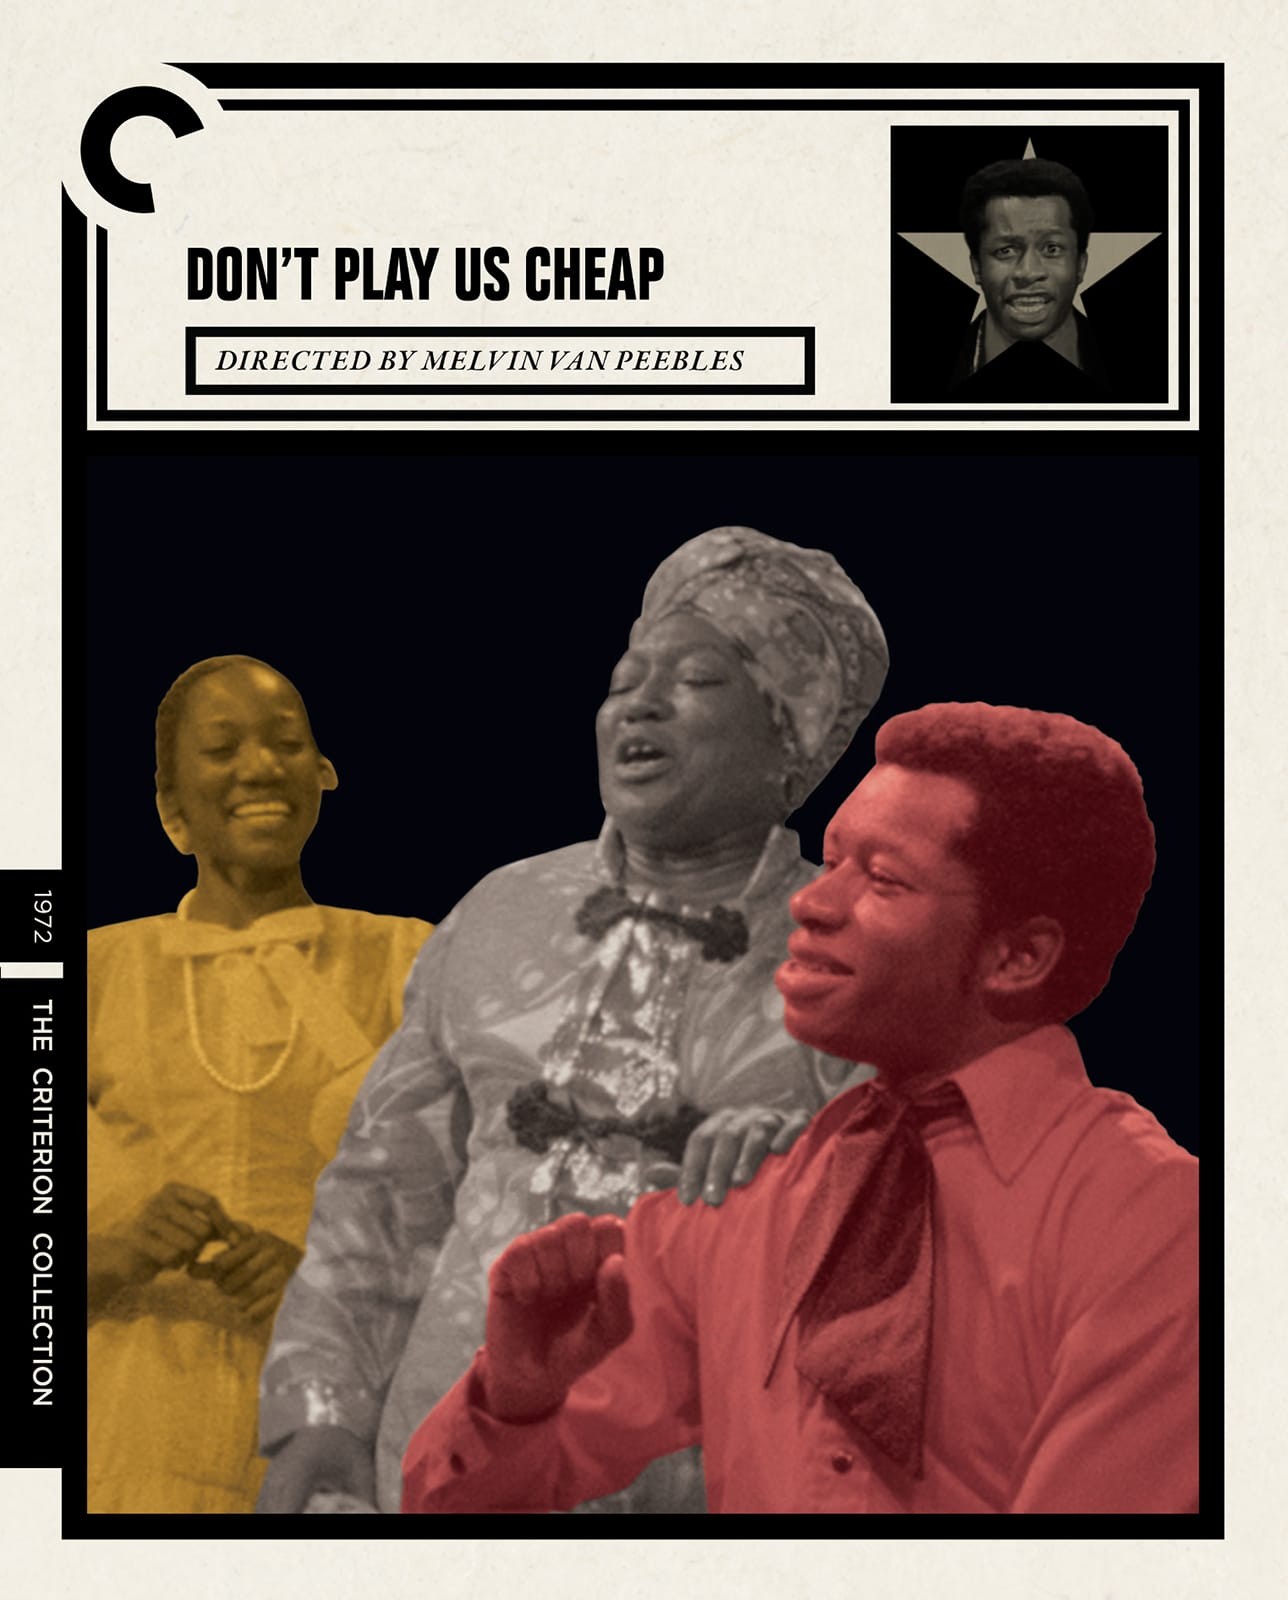 DON'T PLAY US CHEAP
DIRECTED BY MELVIN VAN PEEBLES
1972
THE CRITERION COLLECTION